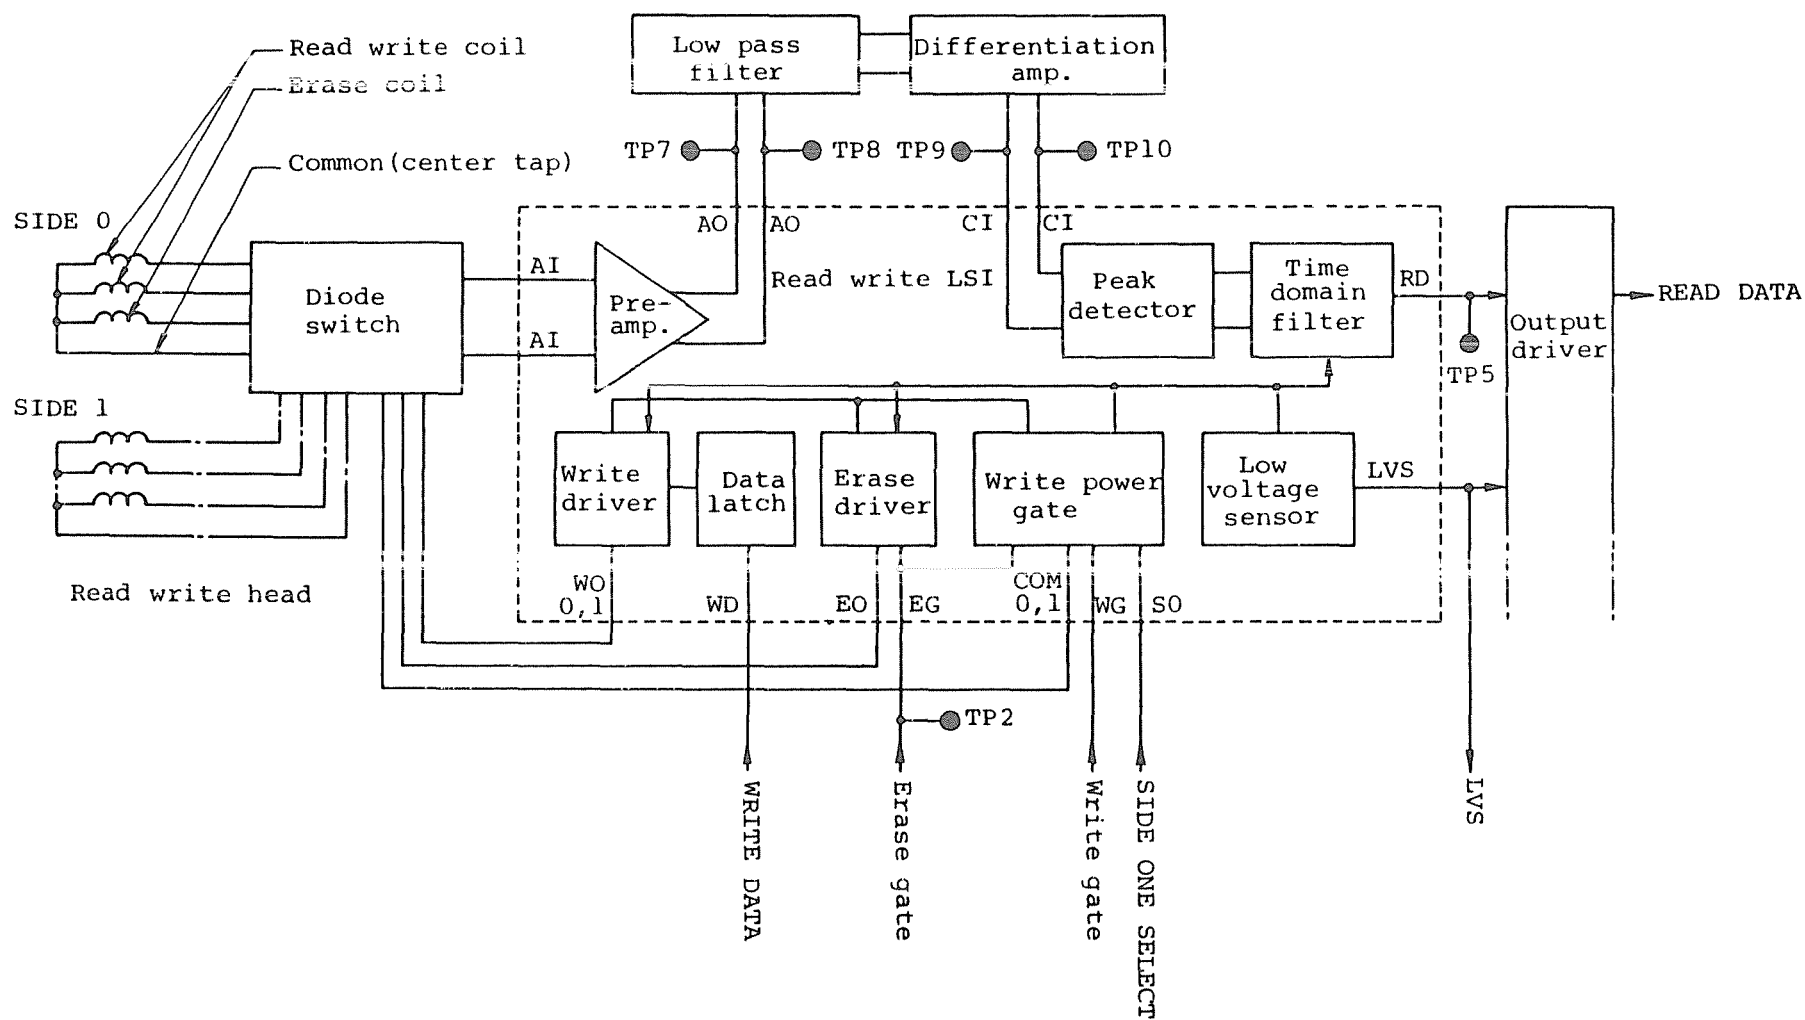 Read write coil
Erase coil
Common(center tap)
Low pass
filter
Differentiation
amp.
TP7
TP8
TP9
TP10
SIDE 0
AO
AO
CI
CI
AI
AI
Diode
switch
Pre-
amp.
Read write LSI
Peak
detector
Time
domain
filter
RD
READ DATA
Output
driver
TP5
SIDE 1
Write
driver
Data
latch
Erase
driver
Write power
gate
Low
voltage
sensor
LVS
Read write head
WO
0,1
WD
EO
EG
COM
0,1
WG
SO
TP2
WRITE DATA
Erase gate
Write gate
SIDE ONE SELECT
LVS